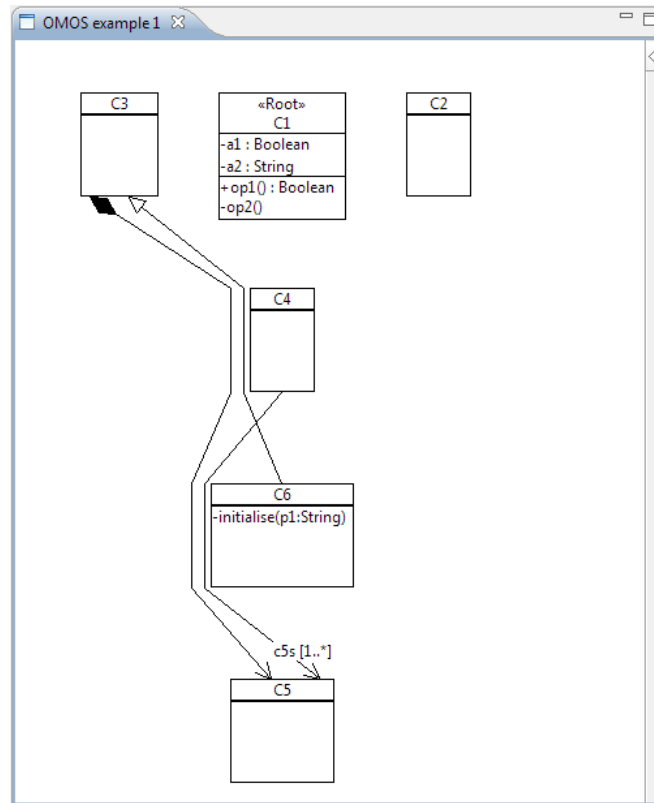 OMOS example 1
C3
«Root»
C1
-a1 : Boolean
-a2 : String
+op1() : Boolean
-op2()
C2
C4
C6
-initialise(p1:String)
c5s [1..*]
C5